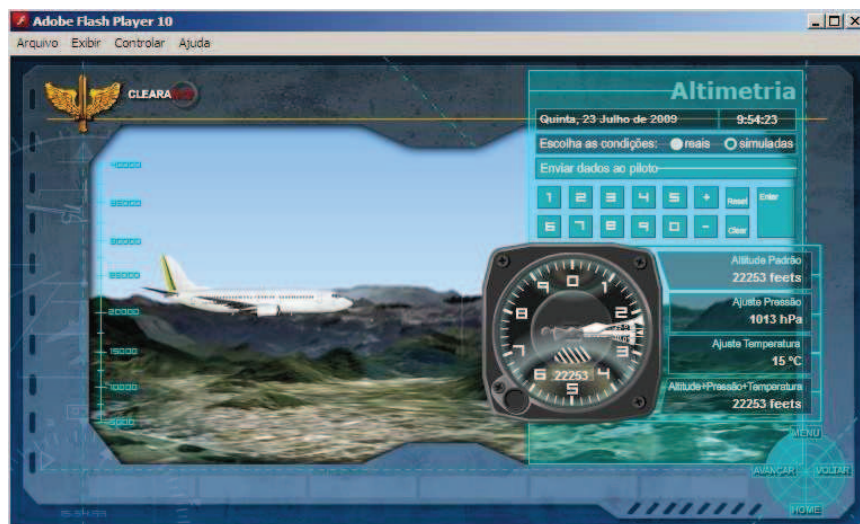 Adobe Flash Player 10
Arquivo Exibir Controlar Ajuda
CLEARA
Altimetria
Quinta, 23 Julho de 2009 9:54:23
Escolha as condições: reais simuladas
Enviar dados ao piloto
1 2 3 4 5 + Reset Enter
6 7 8 9 0 - Clear
40000
35000
30000
25000
20000
15000
10000
5000
Altitude Padrão
22253 feets
Ajuste Pressão
1013 hPa
Ajuste Temperatura
15 ºC
Altitude+Pressão+Temperatura
22253 feets
0 1 2 3 4 5 6 7 8 9
22253
MENU
AVANÇAR VOLTAR
HOME